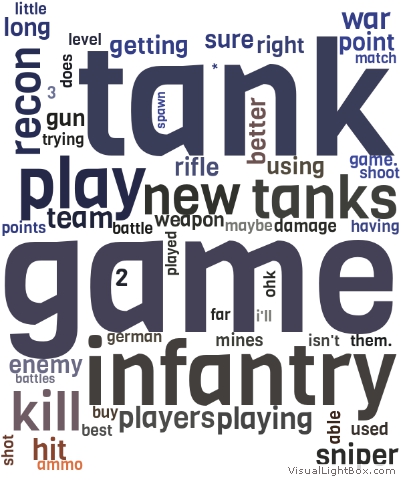 little
long
level
getting
sure
right
war
point
match
recon
does
3
gun
trying
tank
*
spawn
better
rifle
using
game.
shoot
play
new
tanks
team
points
battle
weapon
maybe
damage
having
played
game
2
ohk
far
i'll
german
mines
isn't
them.
enemy
battles
infantry
kill
buy
best
players
playing
able
used
shot
hit
ammo
sniper
VisualLightBox.com